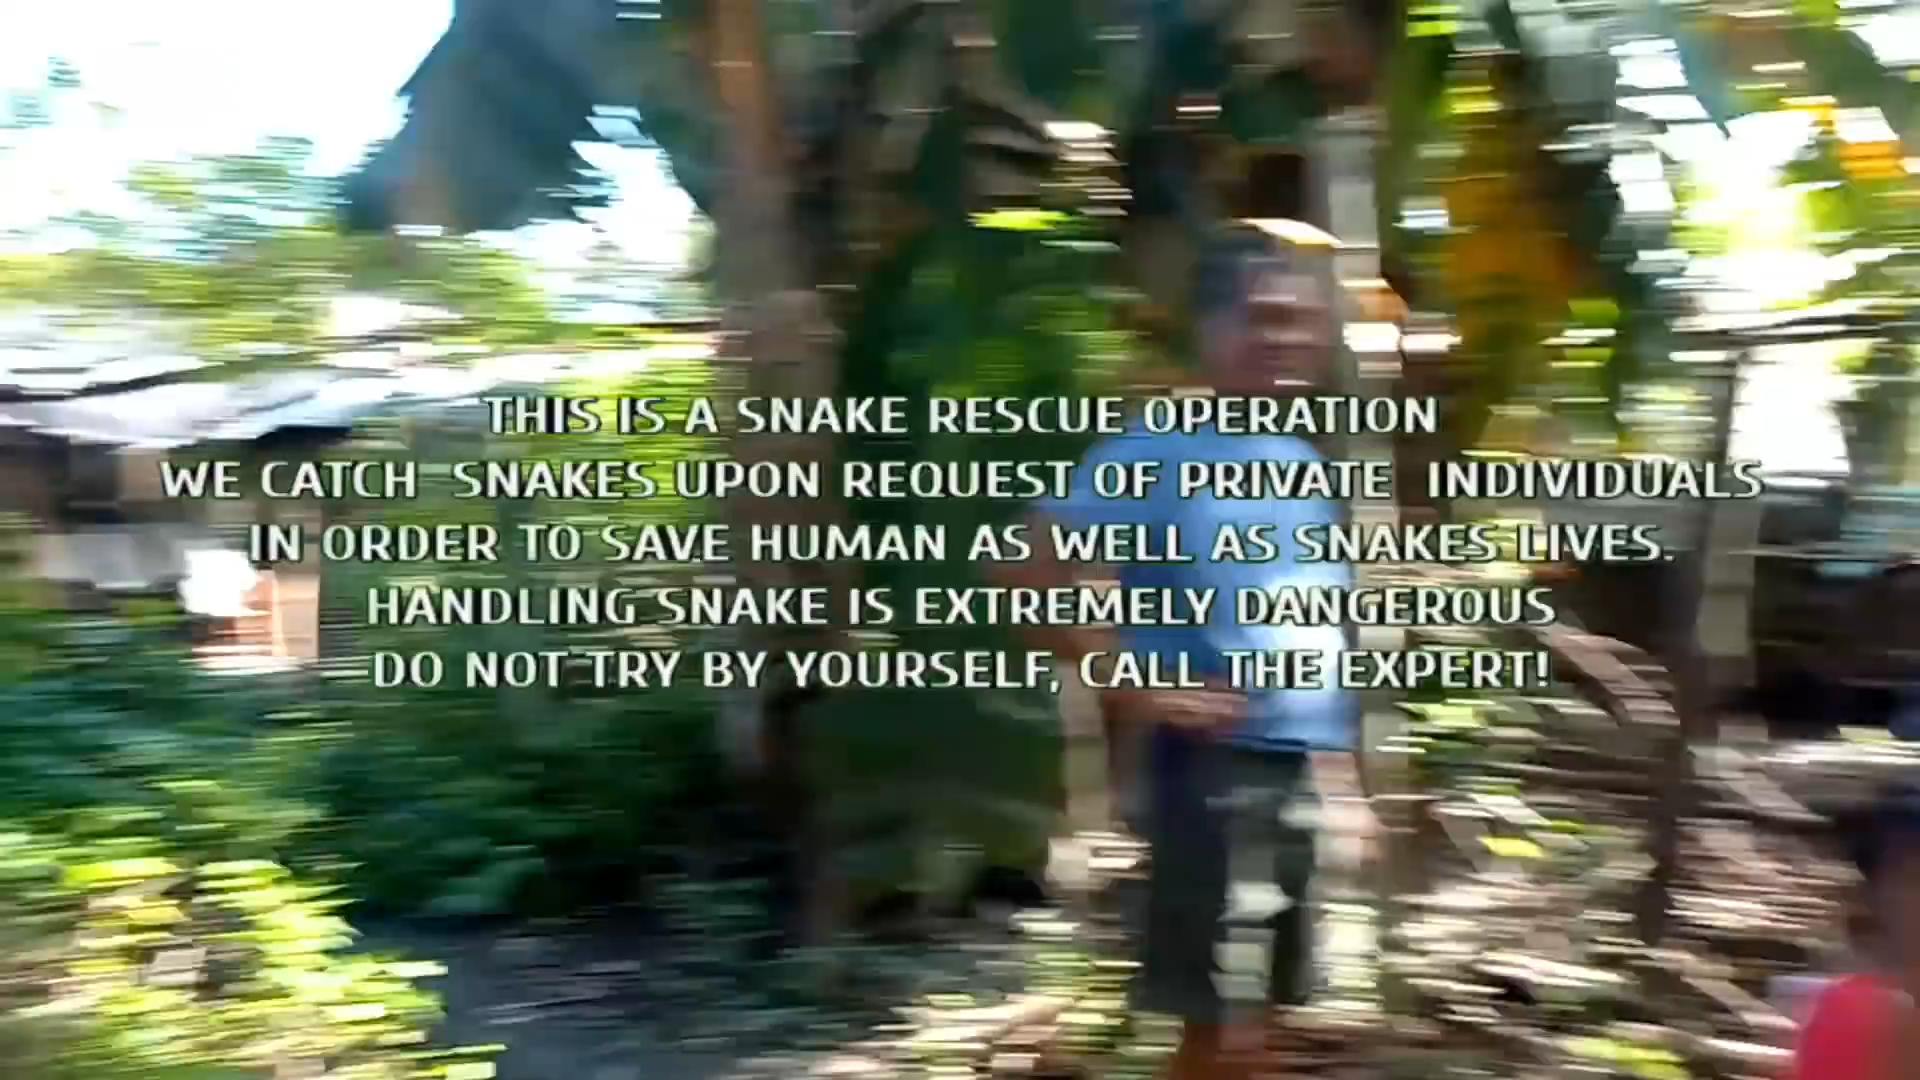 THIS IS A SNAKE RESCUE OPERATION
WE CATCH SNAKES UPON REQUEST OF PRIVATE INDIVIDUALS
IN ORDER TO SAVE HUMAN AS WELL AS SNAKES LIVES.
HANDLING SNAKE IS EXTREMELY DANGEROUS
DO NOT TRY BY YOURSELF, CALL THE EXPERT!